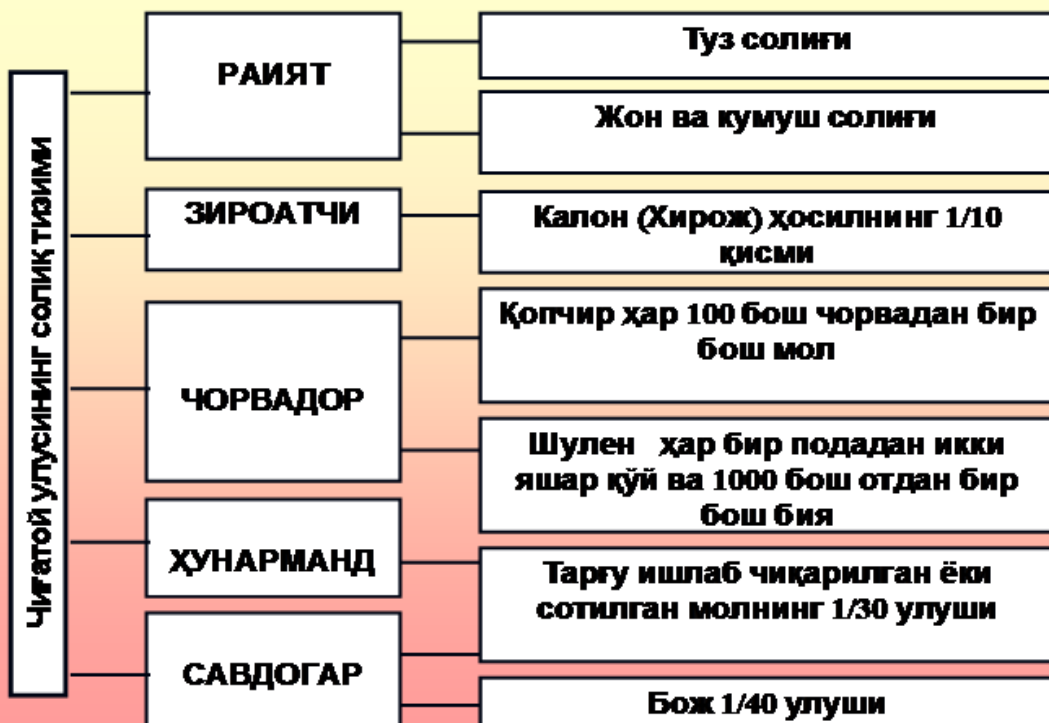 Чиғатой улусининг солиқ тизими
РАИЯТ
Туз солиғи
Жон ва кумуш солиғи
ЗИРОАТЧИ
Калон (Хирож) ҳосилнинг 1/10
қисми
ЧОРВАДОР
Қопчир ҳар 100 бош чорвадан бир
бош мол
Шулен ҳар бир подадан икки
яшар қўй ва 1000 бош отдан бир
бош бия
ҲУНАРМАНД
Тарғу ишлаб чиқарилган ёки
сотилган молнинг 1/30 улуши
САВДОГАР
Бож 1/40 улуши